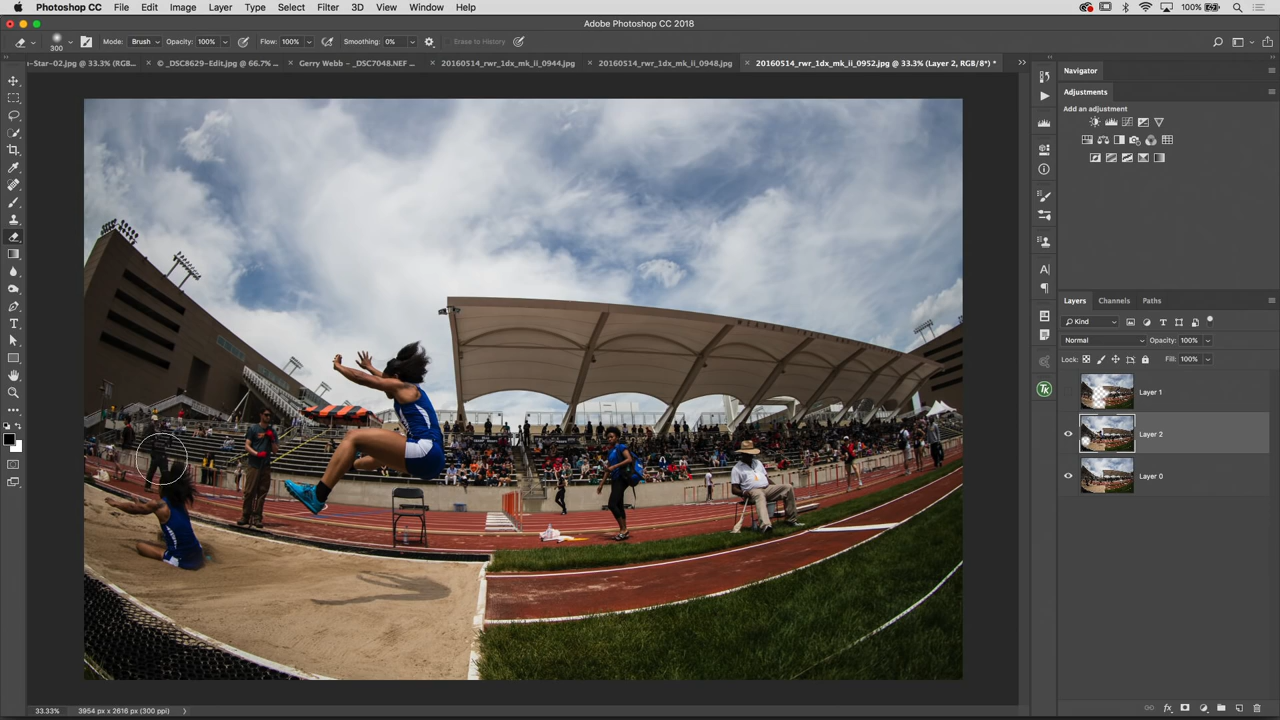 Photoshop CC File Edit Image Layer Type Select Filter 3D View Window Help 100%
Adobe Photoshop CC 2018
300 Mode: Brush Opacity: 100% Flow: 100% Smoothing: 0% Erase to History
-Star-02.jpg @ 33.3% (RGB... © _DSC8629-Edit.jpg @ 66.7% ... Gerry Webb – _DSC7048.NEF ... 20160514_rwr_1dx_mk_ii_0944.jpg 20160514_rwr_1dx_mk_ii_0948.jpg 20160514_rwr_1dx_mk_ii_0952.jpg @ 33.3% (Layer 2, RGB/8*) *
Navigator
Adjustments
Add an adjustment
Layers Channels Paths
Kind
Normal Opacity: 100%
Lock: Fill: 100%
Layer 1
Layer 2
Layer 0
TK
33.33% 3954 px x 2616 px (300 ppi)